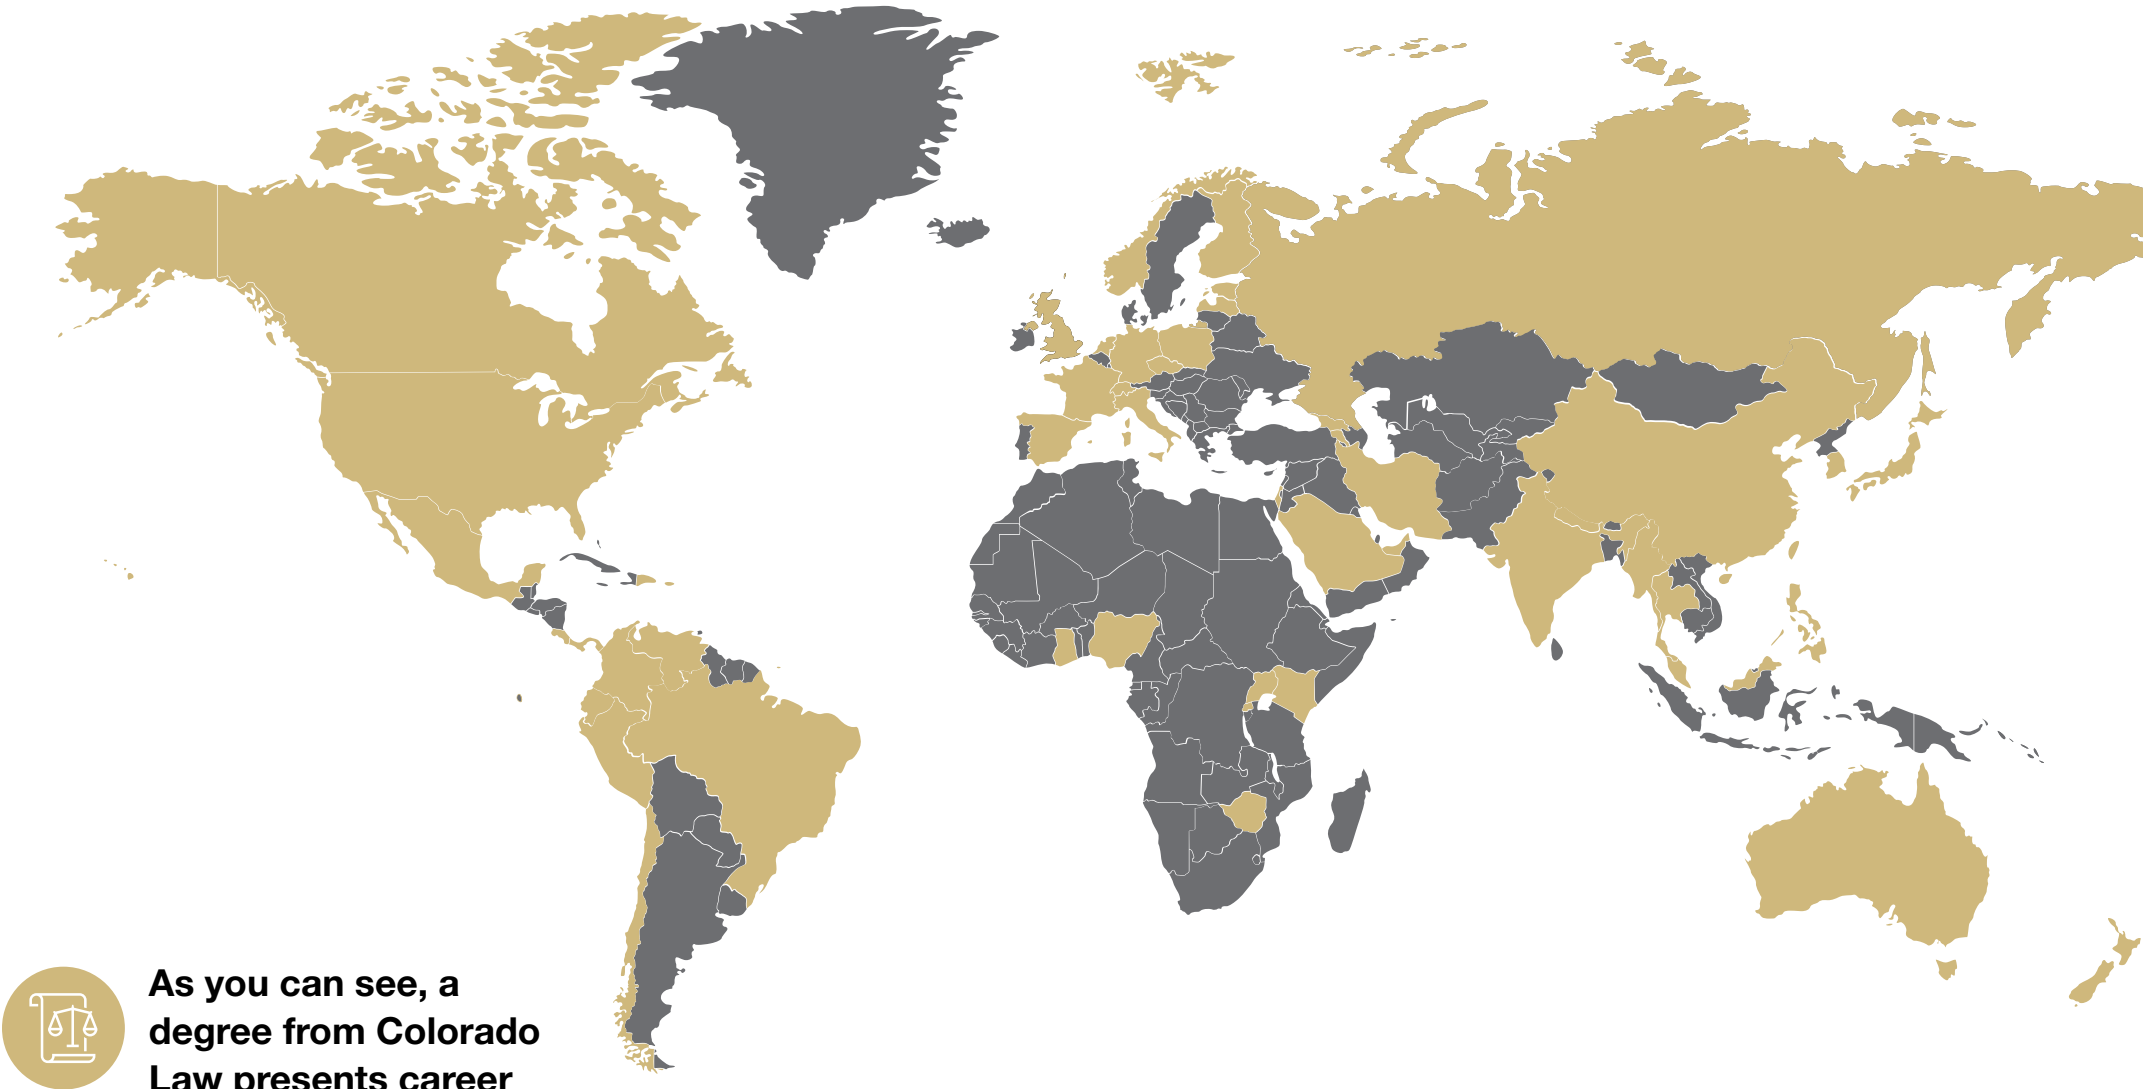 As you can see, a
degree from Colorado
Law presents career